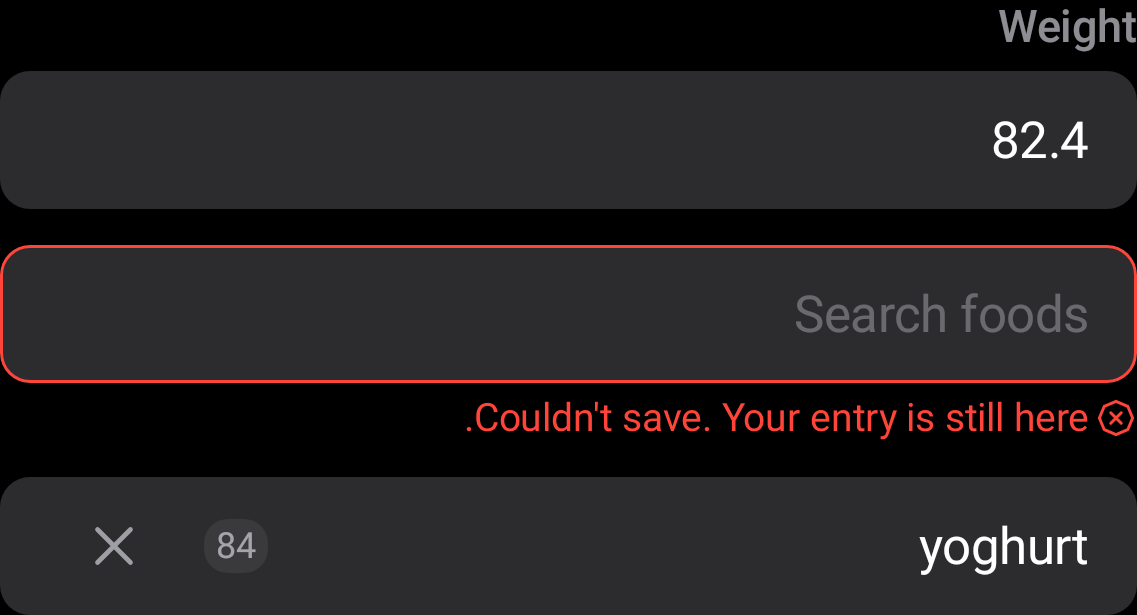 Weight
82.4
Search foods
.Couldn't save. Your entry is still here
yoghurt
84